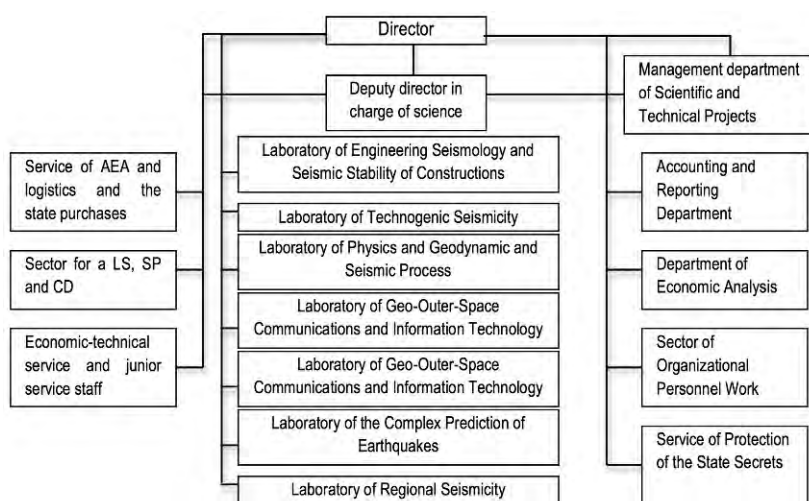 Director
Deputy director in
charge of science
Management department
of Scientific and
Technical Projects
Service of AEA and
logistics and the
state purchases
Sector for a LS, SP
and CD
Economic-technical
service and junior
service staff
Laboratory of Engineering Seismology and
Seismic Stability of Constructions
Laboratory of Technogenic Seismicity
Laboratory of Physics and Geodynamic and
Seismic Process
Laboratory of Geo-Outer-Space
Communications and Information Technology
Laboratory of Geo-Outer-Space
Communications and Information Technology
Laboratory of the Complex Prediction of
Earthquakes
Laboratory of Regional Seismicity
Accounting and
Reporting
Department
Department of
Economic Analysis
Sector of
Organizational
Personnel Work
Service of Protection
of the State Secrets